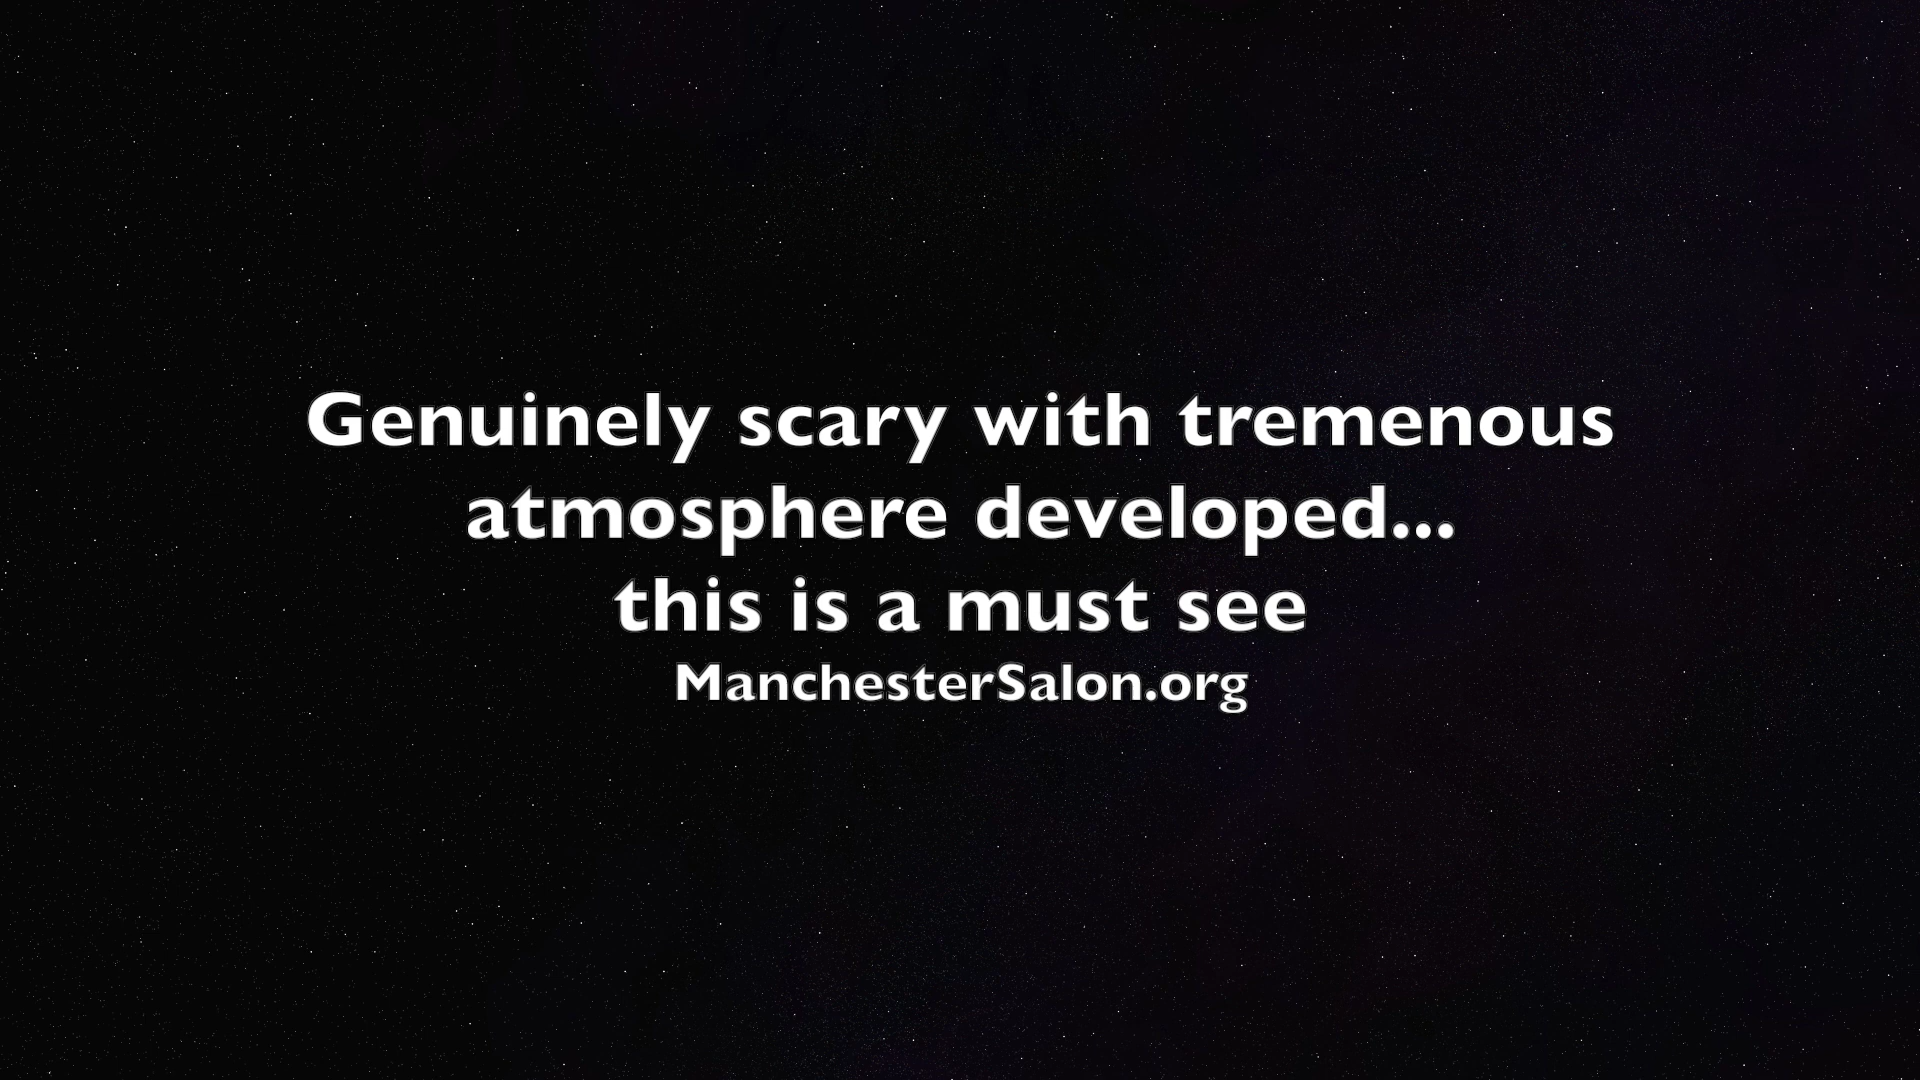 Genuinely scary with tremenous
atmosphere developed...
this is a must see
ManchesterSalon.org